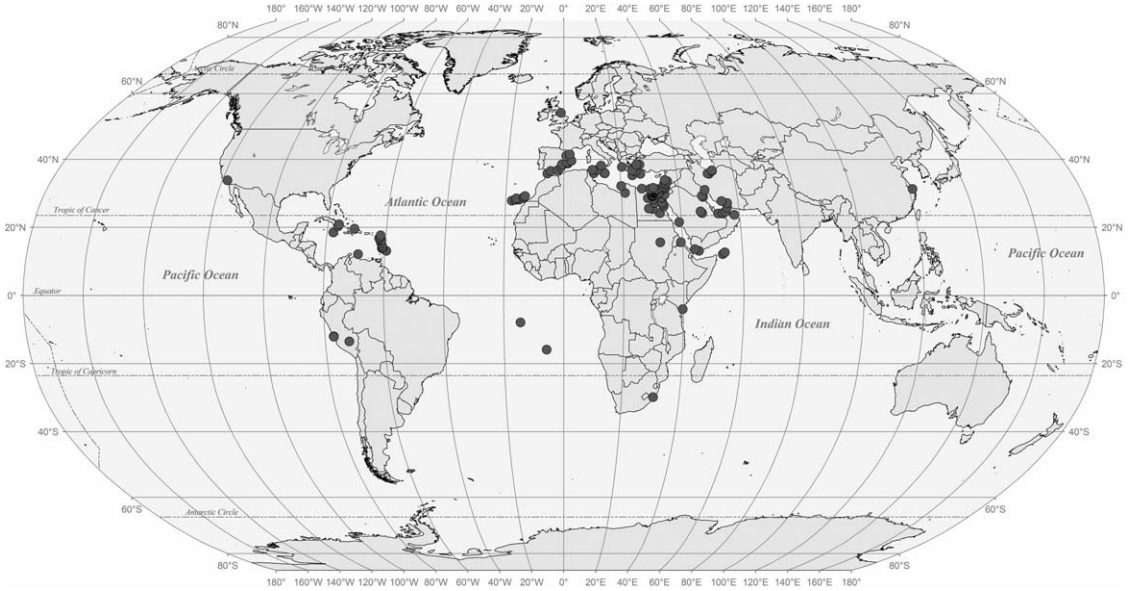 180° 160°W 140°W 120°W 100°W 80°W 60°W 40°W 20°W 0° 20°E 40°E 60°E 80°E 100°E 120°E 140°E 160°E 180°
80°N 80°N
Arctic Circle
60°N 60°N
40°N 40°N
Atlantic Ocean
Tropic of Cancer
20°N 20°N
Pacific Ocean Pacific Ocean
Equator
0° 0°
Indian Ocean
20°S 20°S
Tropic of Capricorn
40°S 40°S
60°S 60°S
Antarctic Circle
80°S 80°S
180° 160°W 140°W 120°W 100°W 80°W 60°W 40°W 20°W 0° 20°E 40°E 60°E 80°E 100°E 120°E 140°E 160°E 180°